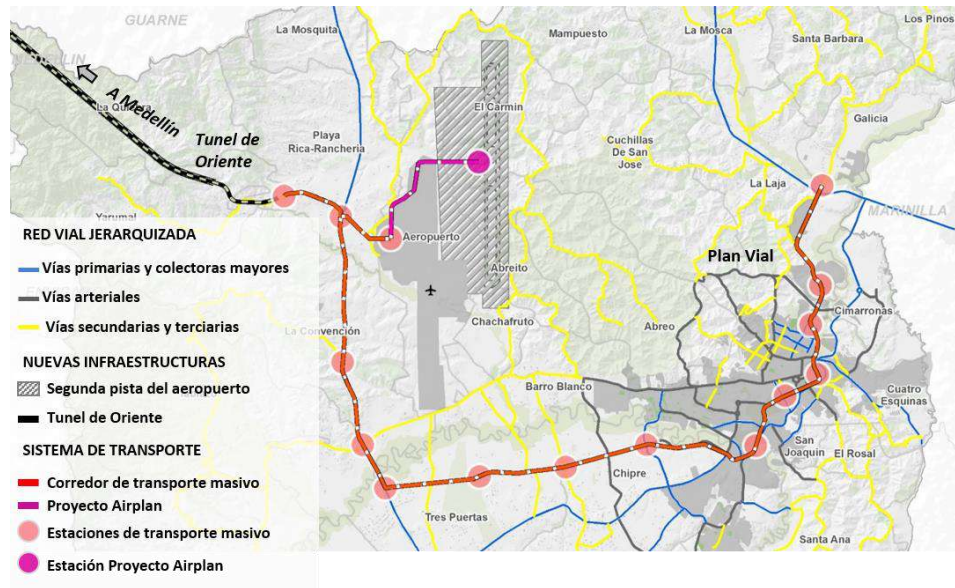 GUARNE
La Mosquita
Mampuesto
La Mosca
Santa Barbara
Los Pinos
A Medellin
El Carmin
Galicia
Tunel de
Oriente
Playa
Rica-Rancheria
Cuchillas
De San
Jose
La Laja
MARINILLA
Yarumal
Aeropuerto
Plan Vial
Abreito
Cimarronas
La Convención
Chachafruto
Abreo
Barro Blanco
Cuatro
Esquinas
San
Joaquin
El Rosal
Chipre
Tres Puertas
Santa Ana
RED VIAL JERARQUIZADA
Vías primarias y colectoras mayores
Vías arteriales
Vías secundarias y terciarias
NUEVAS INFRAESTRUCTURAS
Segunda pista del aeropuerto
Tunel de Oriente
SISTEMA DE TRANSPORTE
Corredor de transporte masivo
Proyecto Airplan
Estaciones de transporte masivo
Estación Proyecto Airplan